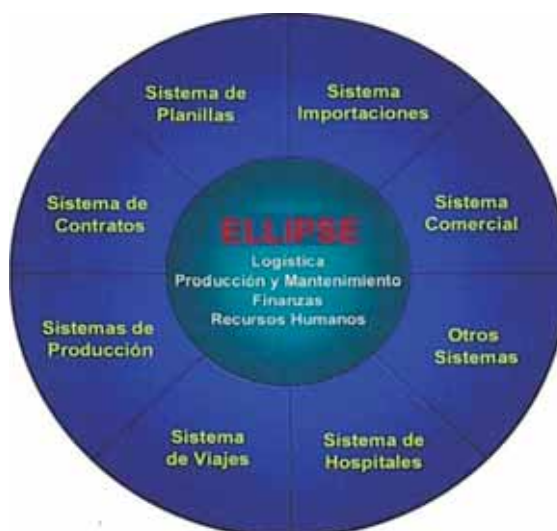 Sistema de
Planillas
Sistema
Importaciones
Sistema de
Contratos
Sistema
Comercial
ELLIPSE
Logística
Producción y Mantenimiento
Finanzas
Recursos Humanos
Sistemas de
Producción
Otros
Sistemas
Sistema
de Viajes
Sistema de
Hospitales